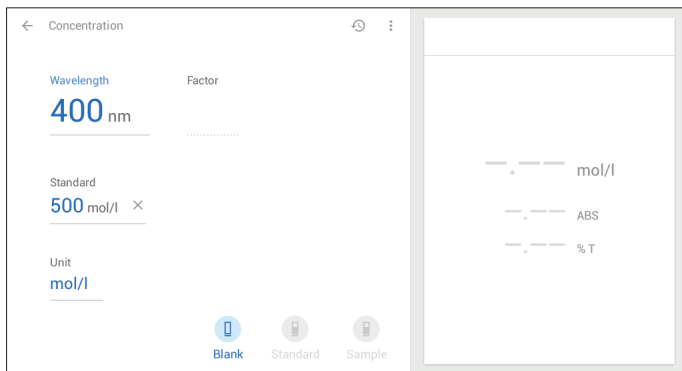 Concentration
Wavelength
Factor
400 nm
Standard
500 mol/l
Unit
mol/l
Blank
Standard
Sample
-.-- mol/l
-.-- ABS
-.-- % T